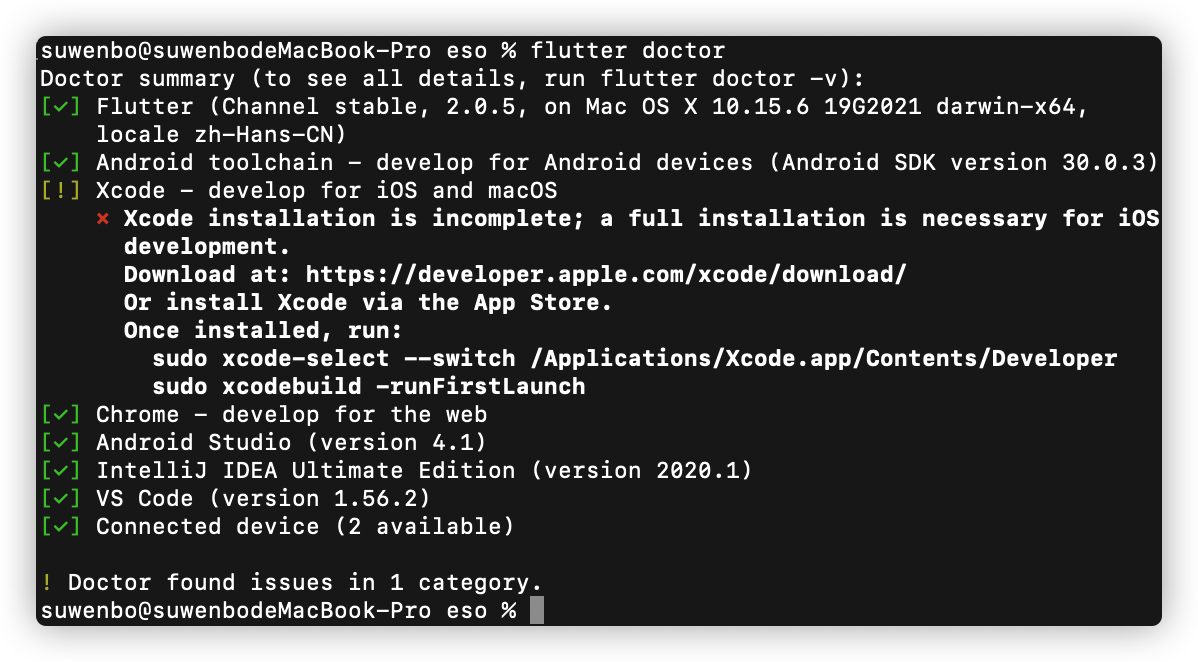 suwenbo@suwenbodeMacBook-Pro eso % flutter doctor
Doctor summary (to see all details, run flutter doctor -v):
[✓] Flutter (Channel stable, 2.0.5, on Mac OS X 10.15.6 19G2021 darwin-x64,
    locale zh-Hans-CN)
[✓] Android toolchain - develop for Android devices (Android SDK version 30.0.3)
[!] Xcode - develop for iOS and macOS
    ✗ Xcode installation is incomplete; a full installation is necessary for iOS
      development.
      Download at: https://developer.apple.com/xcode/download/
      Or install Xcode via the App Store.
      Once installed, run:
        sudo xcode-select --switch /Applications/Xcode.app/Contents/Developer
        sudo xcodebuild -runFirstLaunch
[✓] Chrome - develop for the web
[✓] Android Studio (version 4.1)
[✓] IntelliJ IDEA Ultimate Edition (version 2020.1)
[✓] VS Code (version 1.56.2)
[✓] Connected device (2 available)
! Doctor found issues in 1 category.
suwenbo@suwenbodeMacBook-Pro eso %